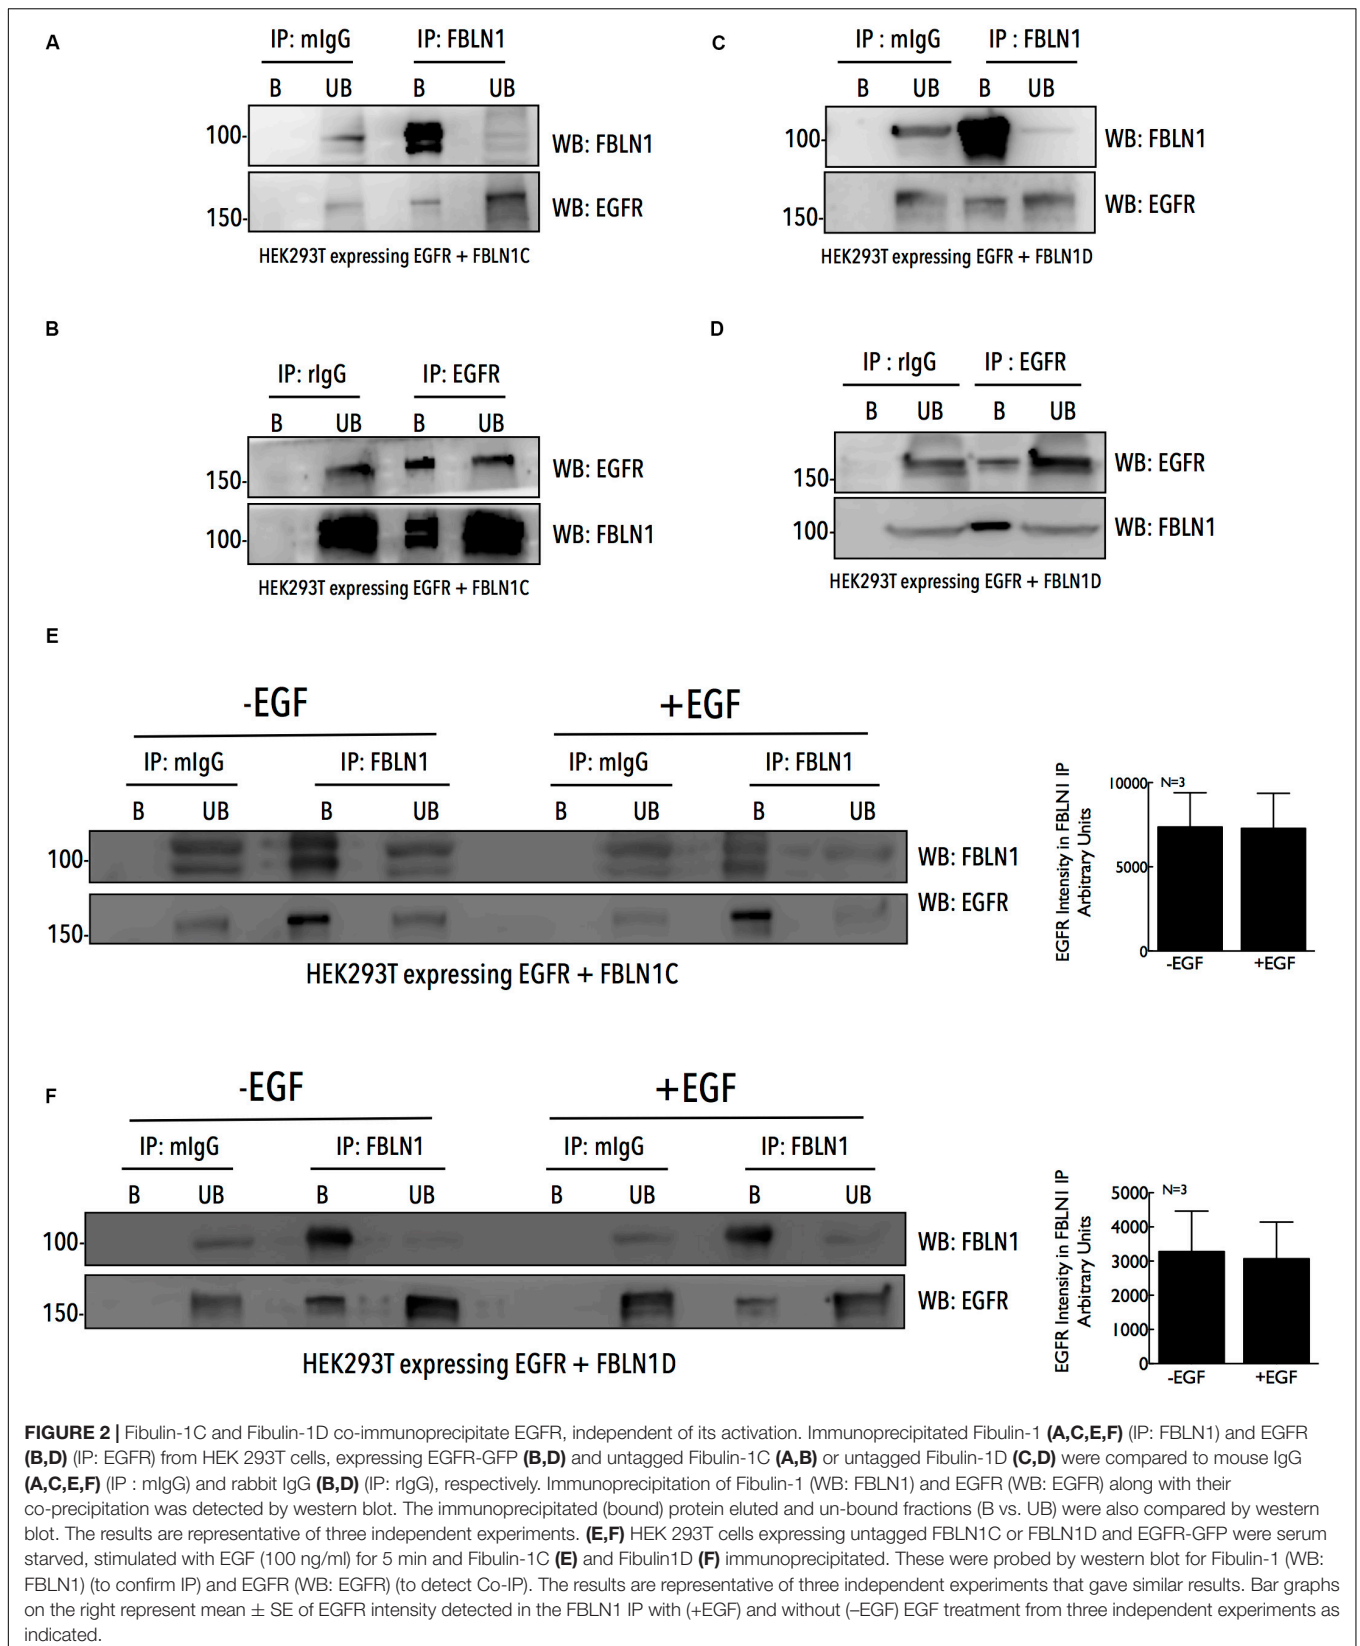 A
IP: mIgG IP: FBLN1
B UB B UB
100- WB: FBLN1
150- WB: EGFR
HEK293T expressing EGFR + FBLN1C
C
IP : mIgG IP : FBLN1
B UB B UB
100- WB: FBLN1
150- WB: EGFR
HEK293T expressing EGFR + FBLN1D
B
IP: rIgG IP: EGFR
B UB B UB
150- WB: EGFR
100- WB: FBLN1
HEK293T expressing EGFR + FBLN1C
D
IP : rIgG IP : EGFR
B UB B UB
150- WB: EGFR
100- WB: FBLN1
HEK293T expressing EGFR + FBLN1D
E
-EGF +EGF
IP: mIgG IP: FBLN1 IP: mIgG IP: FBLN1
B UB B UB B UB B UB
100- WB: FBLN1
150- WB: EGFR
HEK293T expressing EGFR + FBLN1C
EGFR Intensity in FBLN1 IP
Arbitrary Units
10000
5000
0
N=3
-EGF +EGF
F
-EGF +EGF
IP: mIgG IP: FBLN1 IP: mIgG IP: FBLN1
B UB B UB B UB B UB
100- WB: FBLN1
150- WB: EGFR
HEK293T expressing EGFR + FBLN1D
EGFR Intensity in FBLN1 IP
Arbitrary Units
5000
4000
3000
2000
1000
0
N=3
-EGF +EGF
FIGURE 2 | Fibulin-1C and Fibulin-1D co-immunoprecipitate EGFR, independent of its activation. Immunoprecipitated Fibulin-1 (A,C,E,F) (IP: FBLN1) and EGFR
(B,D) (IP: EGFR) from HEK 293T cells, expressing EGFR-GFP (B,D) and untagged Fibulin-1C (A,B) or untagged Fibulin-1D (C,D) were compared to mouse IgG
(A,C,E,F) (IP : mIgG) and rabbit IgG (B,D) (IP: rIgG), respectively. Immunoprecipitation of Fibulin-1 (WB: FBLN1) and EGFR (WB: EGFR) along with their
co-precipitation was detected by western blot. The immunoprecipitated (bound) protein eluted and un-bound fractions (B vs. UB) were also compared by western
blot. The results are representative of three independent experiments. (E,F) HEK 293T cells expressing untagged FBLN1C or FBLN1D and EGFR-GFP were serum
starved, stimulated with EGF (100 ng/ml) for 5 min and Fibulin-1C (E) and Fibulin1D (F) immunoprecipitated. These were probed by western blot for Fibulin-1 (WB:
FBLN1) (to confirm IP) and EGFR (WB: EGFR) (to detect Co-IP). The results are representative of three independent experiments that gave similar results. Bar graphs
on the right represent mean ± SE of EGFR intensity detected in the FBLN1 IP with (+EGF) and without (–EGF) EGF treatment from three independent experiments as
indicated.